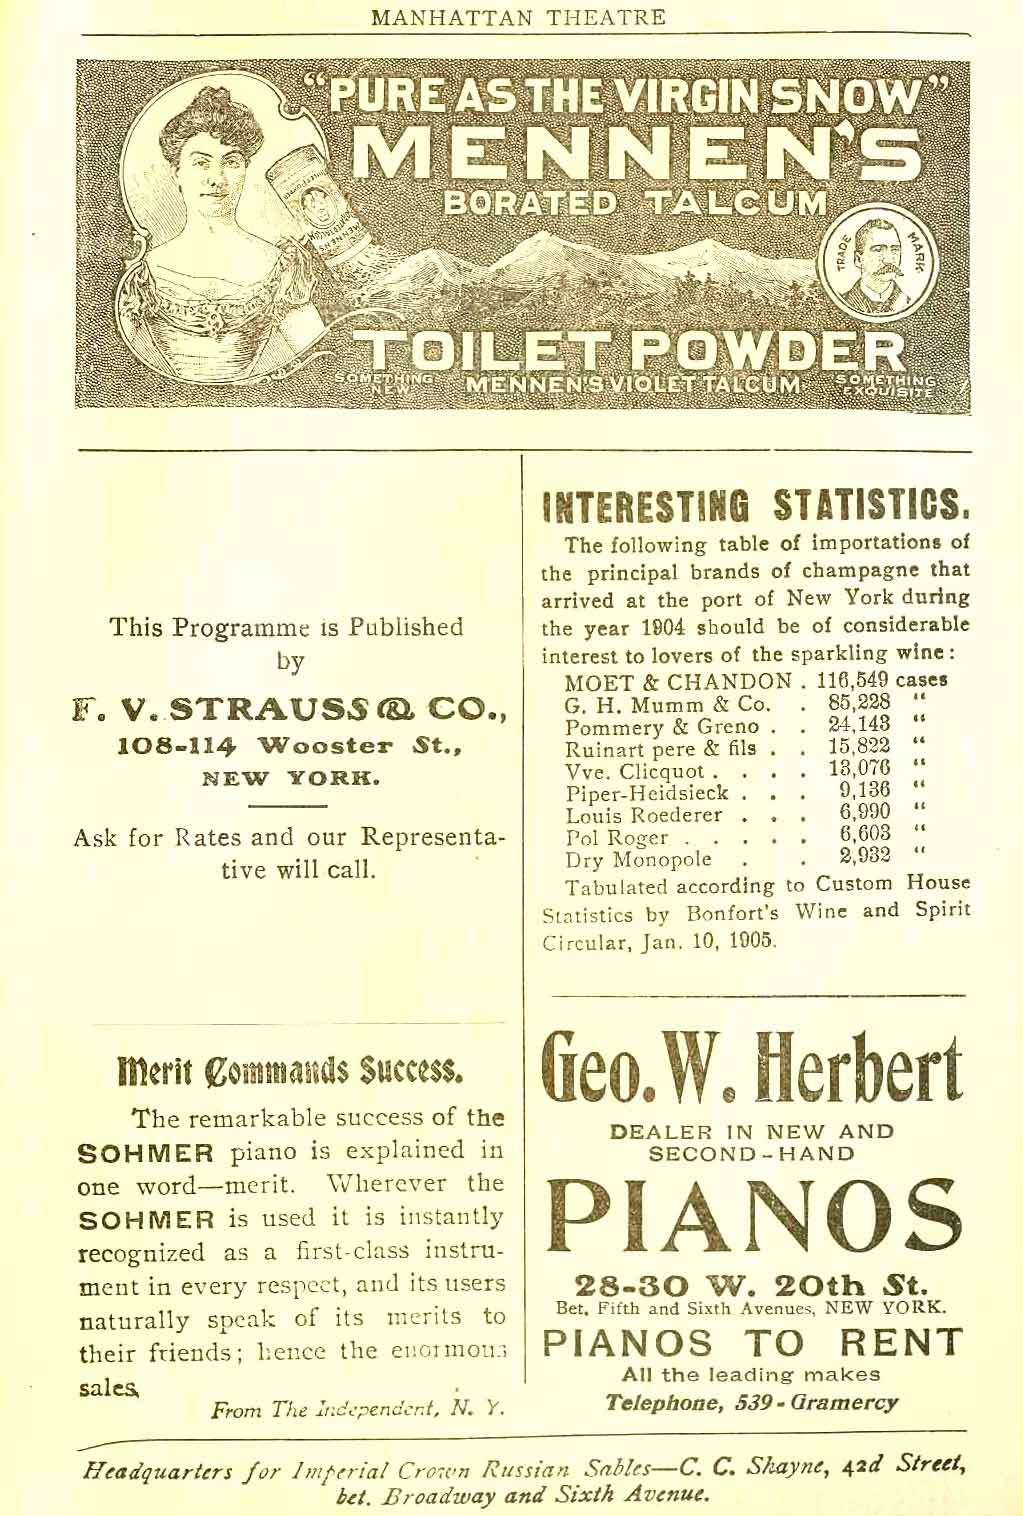 MANHATTAN THEATRE
"PURE AS THE VIRGIN SNOW"
MENNEN'S
BORATED TALCUM
TRADE MARK
TOILET POWDER
SOMETHING NEW
MENNEN'S VIOLET TALCUM
SOMETHING EXQUISITE
This Programme is Published
by
F. V. STRAUSS & CO.,
108-114 Wooster St.,
NEW YORK.
Ask for Rates and our Representa-
tive will call.
Merit Commands Success.
The remarkable success of the
SOHMER piano is explained in
one word—merit. Wherever the
SOHMER is used it is instantly
recognized as a first-class instru-
ment in every respect, and its users
naturally speak of its merits to
their friends; hence the enormous
sales.
From The Independent, N. Y.
INTERESTING STATISTICS.
The following table of importations of
the principal brands of champagne that
arrived at the port of New York during
the year 1904 should be of considerable
interest to lovers of the sparkling wine:
MOET & CHANDON . 116,549 cases
G. H. Mumm & Co. . 85,228 "
Pommery & Greno . . 24,143 "
Ruinart pere & fils . . 15,822 "
Vve. Clicquot . . . . 13,076 "
Piper-Heidsieck . . . 9,136 "
Louis Roederer . . . 6,990 "
Pol Roger . . . . . 6,603 "
Dry Monopole . . 2,932 "
Tabulated according to Custom House
Statistics by Bonfort's Wine and Spirit
Circular, Jan. 10, 1905.
Geo. W. Herbert
DEALER IN NEW AND
SECOND-HAND
PIANOS
28-30 W. 20th St.
Bet. Fifth and Sixth Avenues, NEW YORK.
PIANOS TO RENT
All the leading makes
Telephone, 539-Gramercy
Headquarters for Imperial Crown Russian Sables—C. C. Shayne, 42d Street,
bet. Broadway and Sixth Avenue.